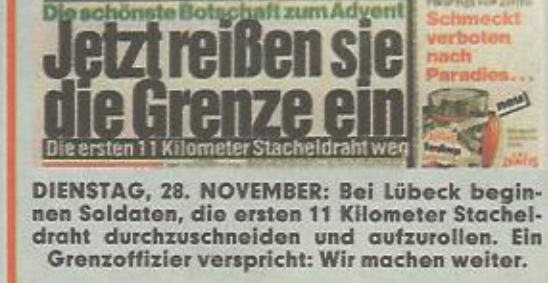 Die schönste Botschaft zum Advent
Jetzt reißen sie
die Grenze ein
Die ersten 11 Kilometer Stacheldraht weg
Schmeckt
verboten
nach
Paradies...
DIENSTAG, 28. NOVEMBER: Bei Lübeck begin-
nen Soldaten, die ersten 11 Kilometer Stachel-
draht durchzuschneiden und aufzurollen. Ein
Grenzoffizier verspricht: Wir machen weiter.